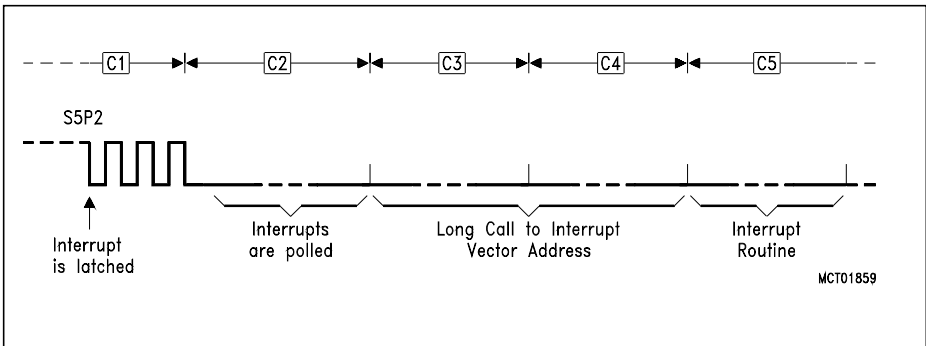 C1
C2
C3
C4
C5
S5P2
Interrupt
is latched
Interrupts
are polled
Long Call to Interrupt
Vector Address
Interrupt
Routine
MCT01859